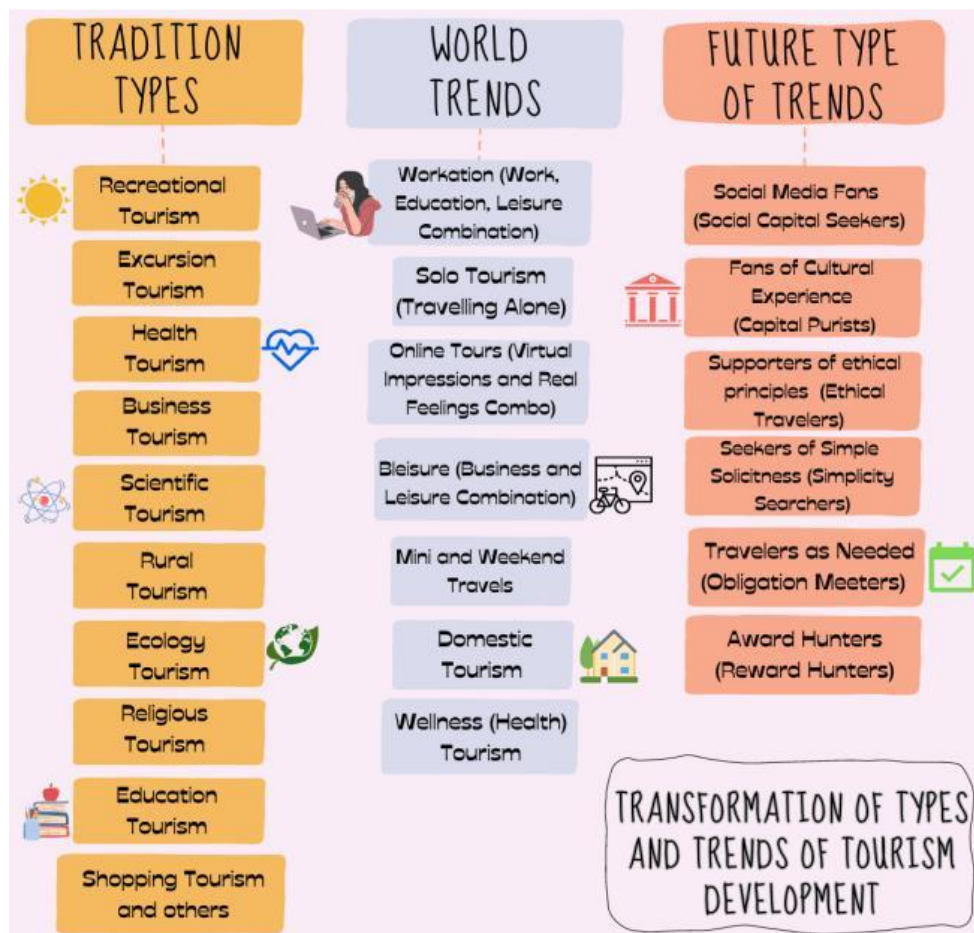 TRADITION
TYPES
Recreational
Tourism
Excursion
Tourism
Health
Tourism
Business
Tourism
Scientific
Tourism
Rural
Tourism
Ecology
Tourism
Religious
Tourism
Education
Tourism
Shopping Tourism
and others
WORLD
TRENDS
Workation (Work,
Education, Leisure
Combination)
Solo Tourism
(Travelling Alone)
Online Tours (Virtual
Impressions and Real
Feelings Combo)
Bleisure (Business and
Leisure Combination)
Mini and Weekend
Travels
Domestic
Tourism
Wellness (Health)
Tourism
FUTURE TYPE
OF TRENDS
Social Media Fans
(Social Capital Seekers)
Fans of Cultural
Experience
(Capital Purists)
Supporters of ethical
principles (Ethical
Travelers)
Seekers of Simple
Solicitness (Simplicity
Searchers)
Travelers as Needed
(Obligation Meeters)
Award Hunters
(Reward Hunters)
TRANSFORMATION OF TYPES
AND TRENDS OF TOURISM
DEVELOPMENT